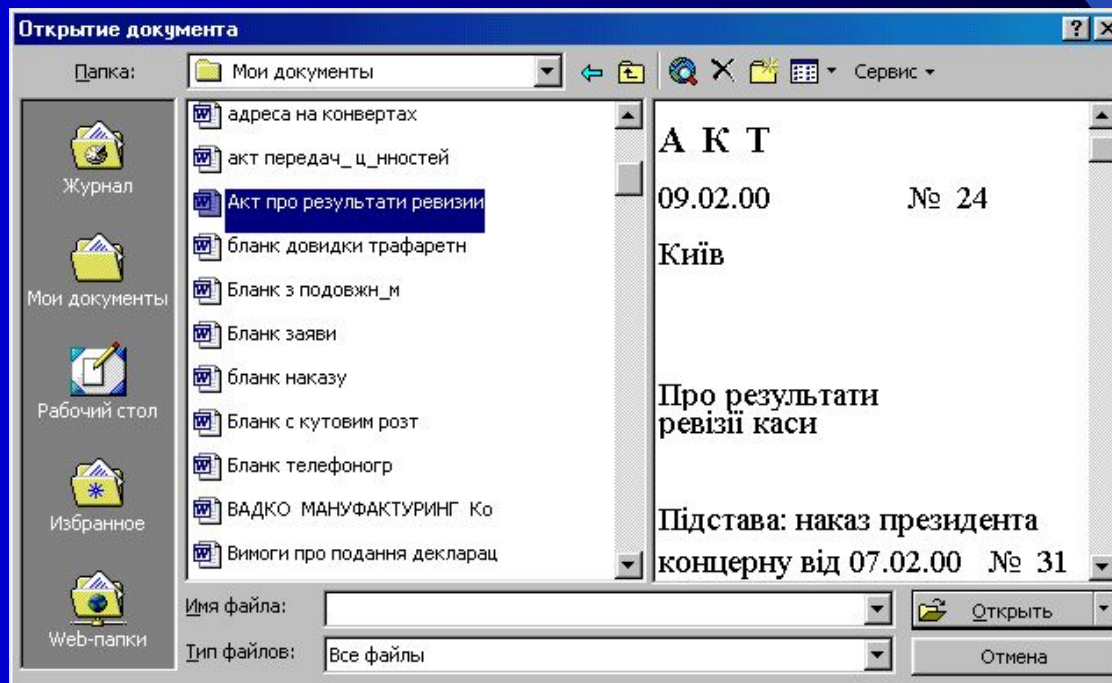 Открытие документа
Папка:
Мои документы
Сервис
Журнал
Мои документы
Рабочий стол
Избранное
Web-папки
адреса на конвертах
акт передач_ ц_нностей
Акт про результати ревизии
бланк довидки трафаретн
Бланк з подовжн_м
Бланк заяви
бланк наказу
Бланк с кутовим розт
Бланк телефоногр
ВАДКО МАНУФАКТУРИНГ Ко
Вимоги про подання декларац
А К Т
09.02.00 № 24
Київ
Про результати
ревізії каси
Підстава: наказ президента
концерну від 07.02.00 № 31
Имя файла:
Открыть
Тип файлов:
Все файлы
Отмена